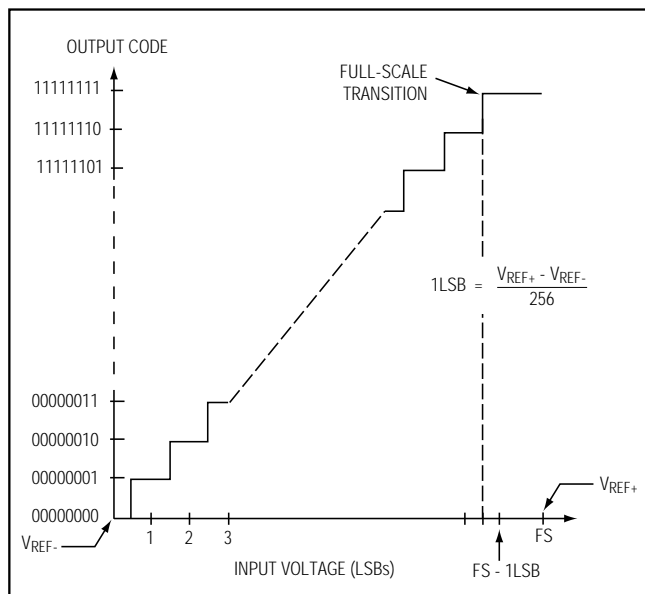 OUTPUT CODE
11111111
11111110
11111101
FULL-SCALE
TRANSITION
1LSB = VREF+ - VREF-
256
00000011
00000010
00000001
00000000
VREF-
1 2 3
FS
VREF+
INPUT VOLTAGE (LSBs)
FS - 1LSB